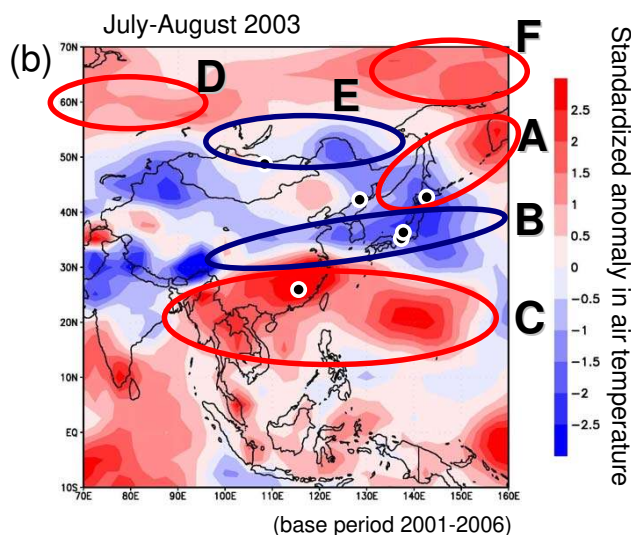 July-August 2003
(b)
70N
60N
50N
40N
30N
20N
10N
EQ
10S
70E
80E
90E
100E
110E
120E
130E
140E
150E
160E
A
B
C
D
E
F
2.5
2
1.5
1
0.5
0
-0.5
-1
-1.5
-2
-2.5
Standardized anomaly in air temperature
(base period 2001-2006)